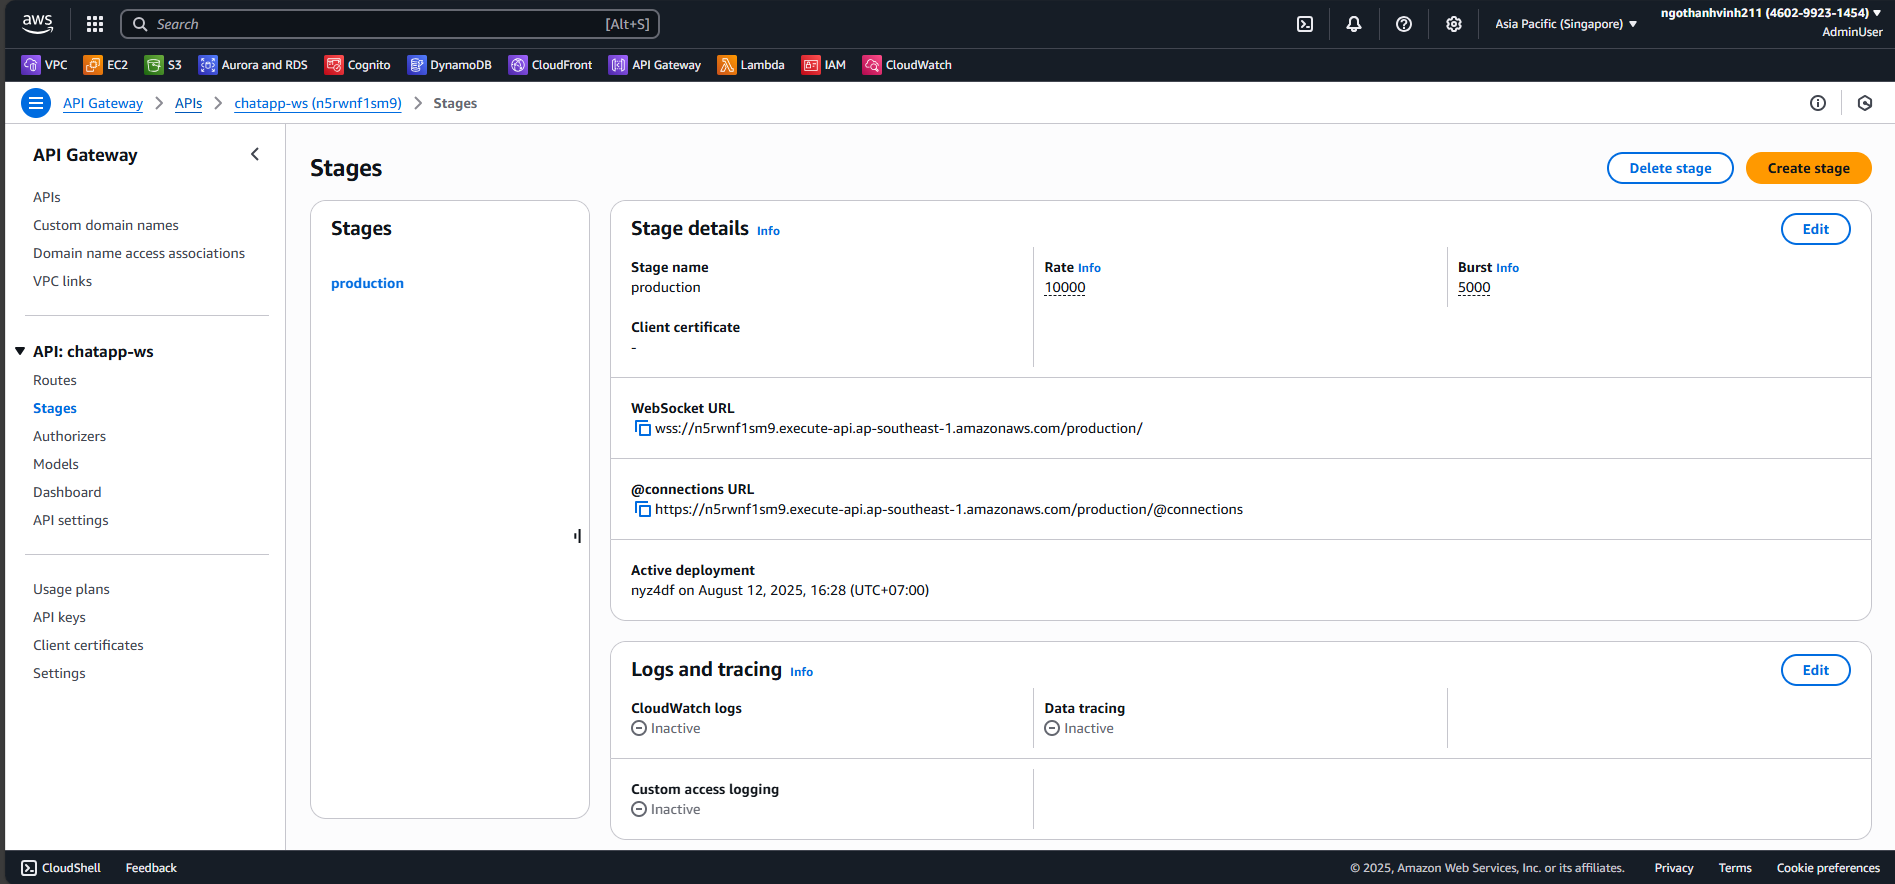 aws
Search [Alt+S]
Asia Pacific (Singapore)
ngothanhvinh211 (4602-9923-1454)
AdminUser
VPC EC2 S3 Aurora and RDS Cognito DynamoDB CloudFront API Gateway Lambda IAM CloudWatch
API Gateway > APIs > chatapp-ws (n5rwnf1sm9) > Stages
API Gateway
APIs
Custom domain names
Domain name access associations
VPC links
API: chatapp-ws
Routes
Stages
Authorizers
Models
Dashboard
API settings
Usage plans
API keys
Client certificates
Settings
Stages
Delete stage
Create stage
Stages
production
Stage details Info
Edit
Stage name
production
Rate Info
10000
Burst Info
5000
Client certificate
-
WebSocket URL
wss://n5rwnf1sm9.execute-api.ap-southeast-1.amazonaws.com/production/
@connections URL
https://n5rwnf1sm9.execute-api.ap-southeast-1.amazonaws.com/production/@connections
Active deployment
nyz4df on August 12, 2025, 16:28 (UTC+07:00)
Logs and tracing Info
Edit
CloudWatch logs
Inactive
Data tracing
Inactive
Custom access logging
Inactive
CloudShell Feedback
© 2025, Amazon Web Services, Inc. or its affiliates. Privacy Terms Cookie preferences